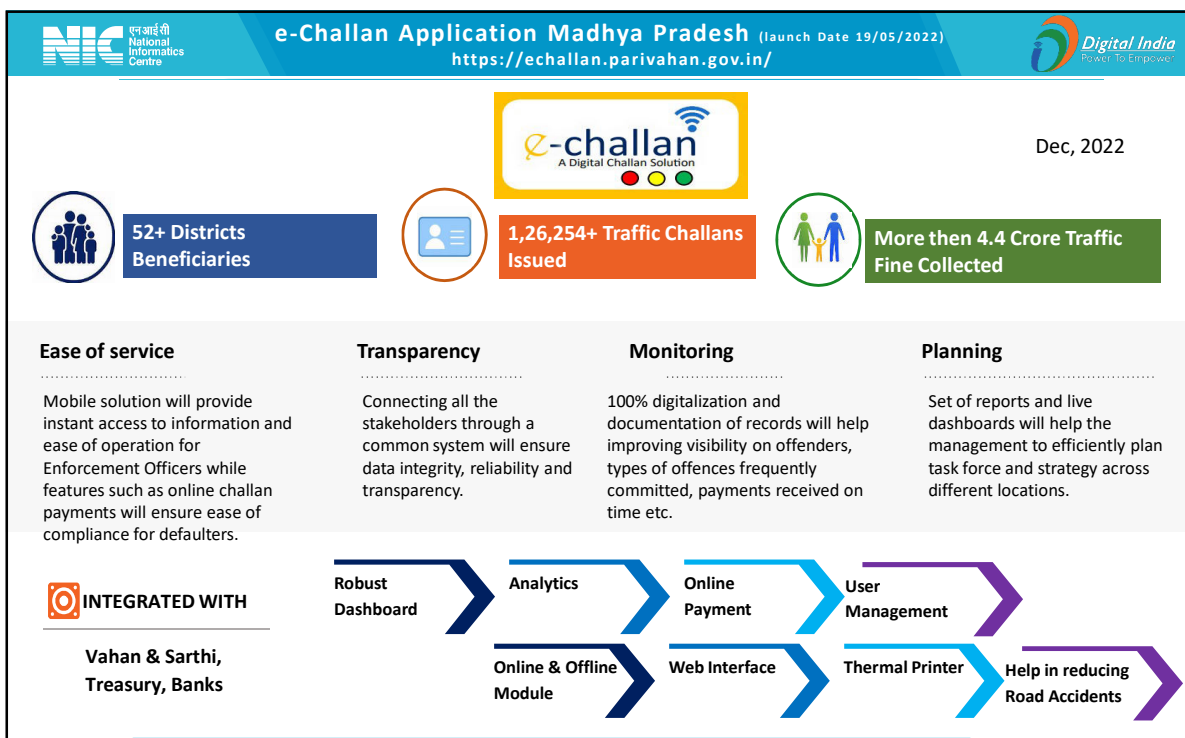 NIC
एन आई सी
National
Informatics
Centre
e-Challan Application Madhya Pradesh (launch Date 19/05/2022)
https://echallan.parivahan.gov.in/
Digital India
Power To Empower
e-challan
A Digital Challan Solution
Dec, 2022
52+ Districts
Beneficiaries
1,26,254+ Traffic Challans
Issued
More then 4.4 Crore Traffic
Fine Collected
Ease of service
Mobile solution will provide
instant access to information and
ease of operation for
Enforcement Officers while
features such as online challan
payments will ensure ease of
compliance for defaulters.
Transparency
Connecting all the
stakeholders through a
common system will ensure
data integrity, reliability and
transparency.
Monitoring
100% digitalization and
documentation of records will help
improving visibility on offenders,
types of offences frequently
committed, payments received on
time etc.
Planning
Set of reports and live
dashboards will help the
management to efficiently plan
task force and strategy across
different locations.
INTEGRATED WITH
Vahan & Sarthi,
Treasury, Banks
Robust
Dashboard
Analytics
Online
Payment
User
Management
Online & Offline
Module
Web Interface
Thermal Printer
Help in reducing
Road Accidents